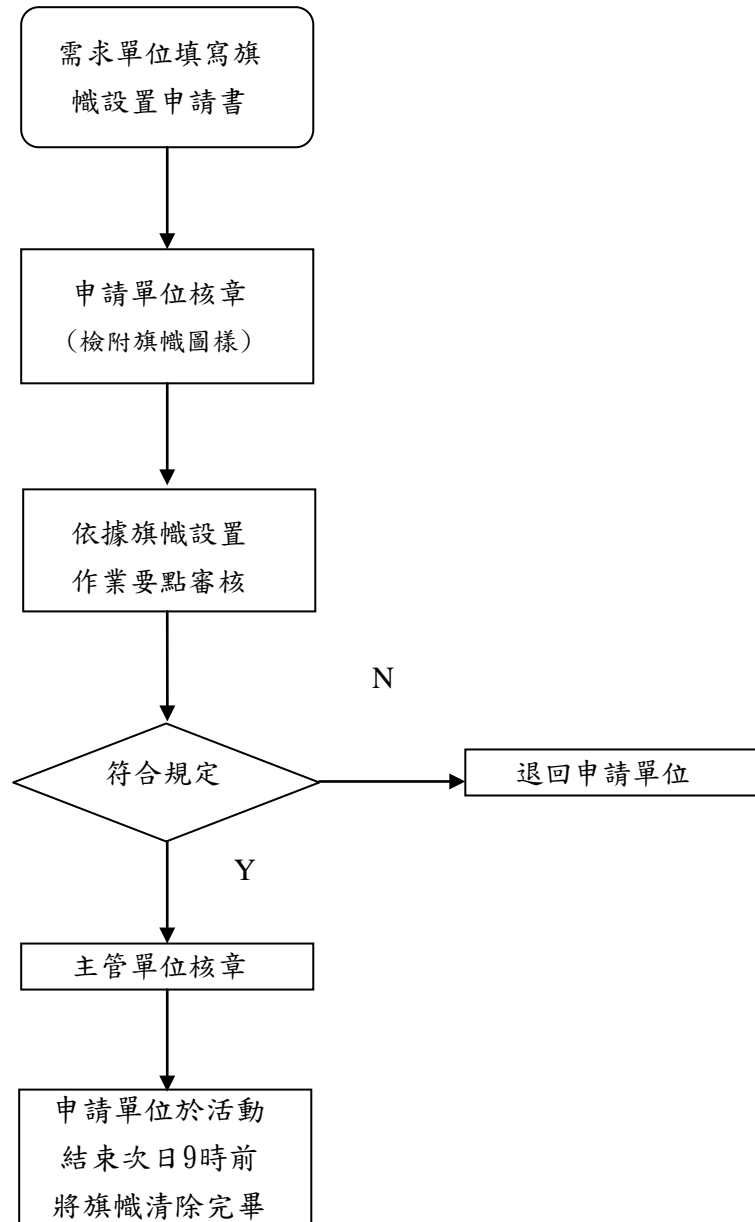 需求單位填寫旗
幟設置申請書
申請單位核章
(檢附旗幟圖樣)
依據旗幟設置
作業要點審核
N
符合規定
退回申請單位
Y
主管單位核章
申請單位於活動
結束次日9時前
將旗幟清除完畢